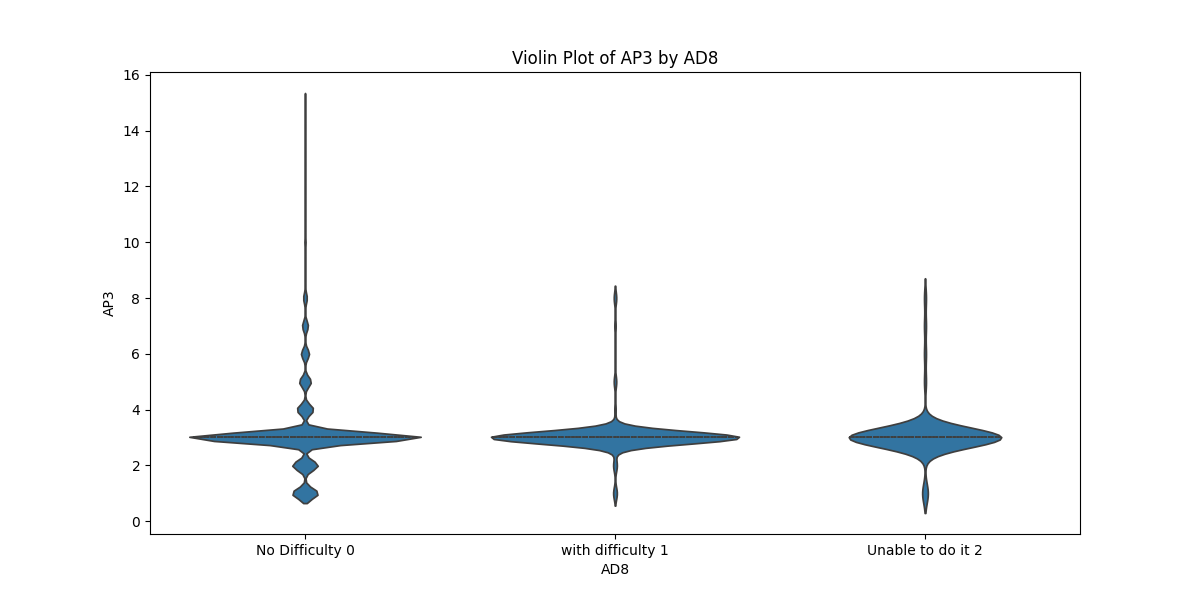 Violin Plot of AP3 by AD8
16
14
12
10
8
6
4
2
0
AP3
No Difficulty 0
with difficulty 1
Unable to do it 2
AD8